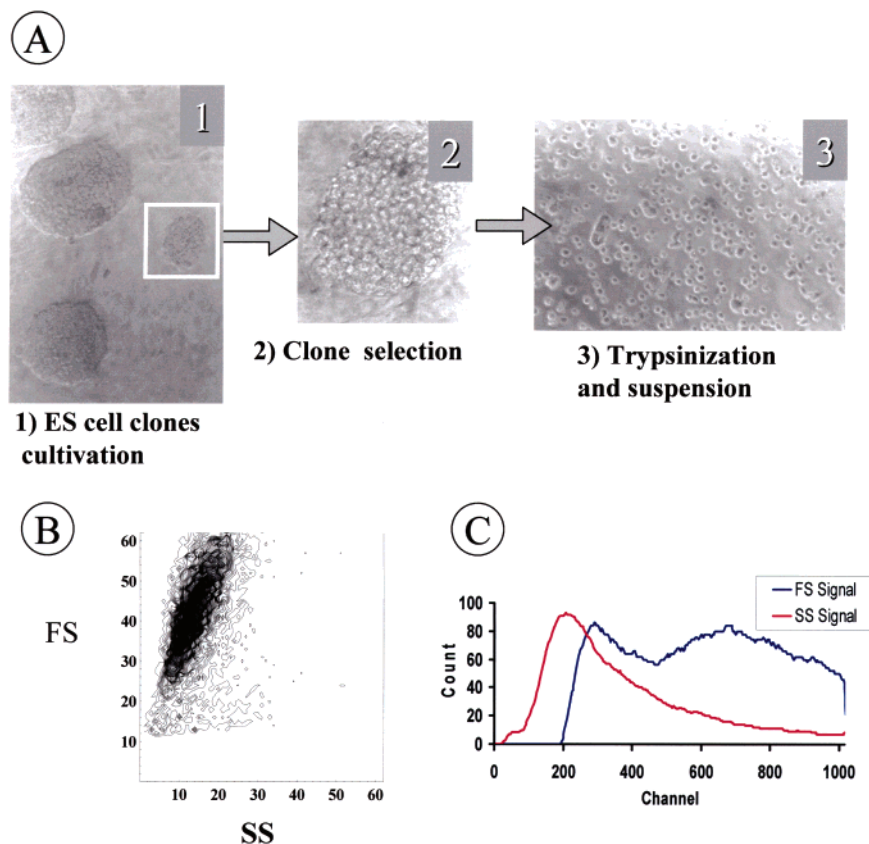 A
1
2
3
1) ES cell clones
cultivation
2) Clone selection
3) Trypsinization
and suspension
B
60
50
40
30
20
10
FS
10 20 30 40 50 60
SS
C
FS Signal
SS Signal
100
80
60
40
20
0
Count
0 200 400 600 800 1000
Channel